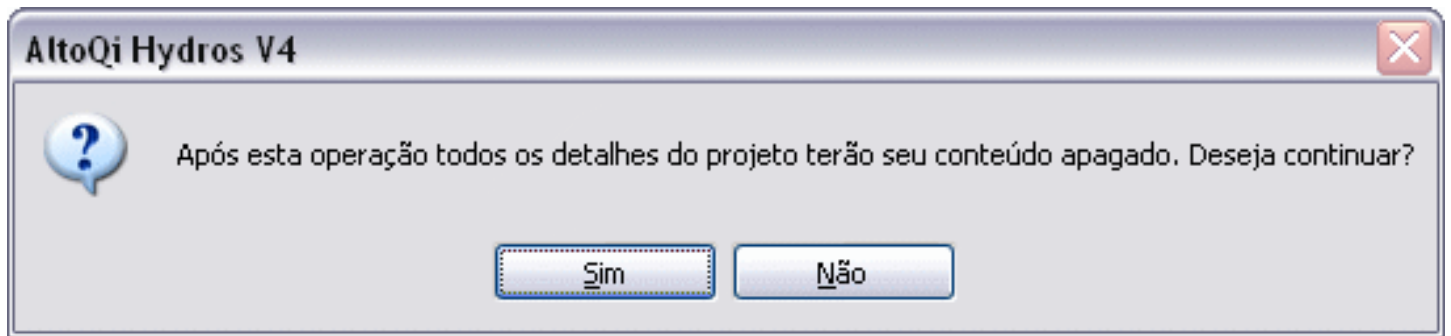 AltoQi Hydros V4
Após esta operação todos os detalhes do projeto terão seu conteúdo apagado. Deseja continuar?
Sim
Não